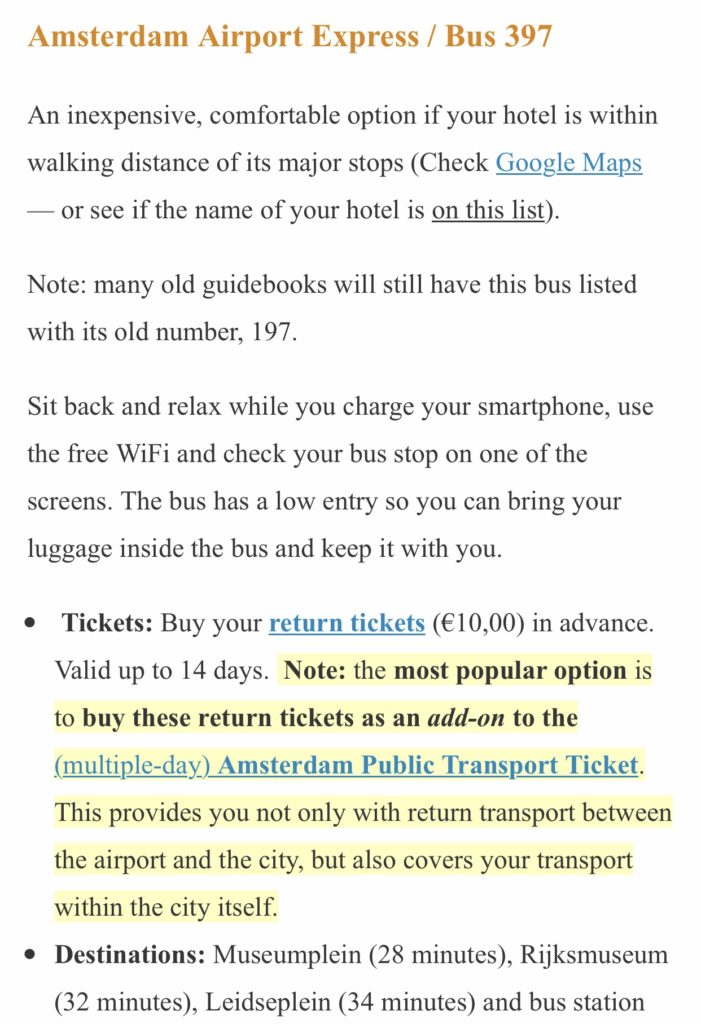 Amsterdam Airport Express / Bus 397
An inexpensive, comfortable option if your hotel is within
walking distance of its major stops (Check Google Maps
— or see if the name of your hotel is on this list).
Note: many old guidebooks will still have this bus listed
with its old number, 197.
Sit back and relax while you charge your smartphone, use
the free WiFi and check your bus stop on one of the
screens. The bus has a low entry so you can bring your
luggage inside the bus and keep it with you.
• Tickets: Buy your return tickets (€10,00) in advance.
Valid up to 14 days. Note: the most popular option is
to buy these return tickets as an add-on to the
(multiple-day) Amsterdam Public Transport Ticket.
This provides you not only with return transport between
the airport and the city, but also covers your transport
within the city itself.
• Destinations: Museumplein (28 minutes), Rijksmuseum
(32 minutes), Leidseplein (34 minutes) and bus station